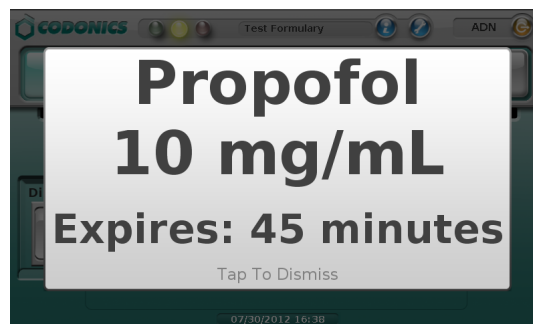 CODONICS
Test Formulary
ADN
Propofol
10 mg/mL
Di
Expires: 45 minutes
Tap To Dismiss
07/30/2012 16:38